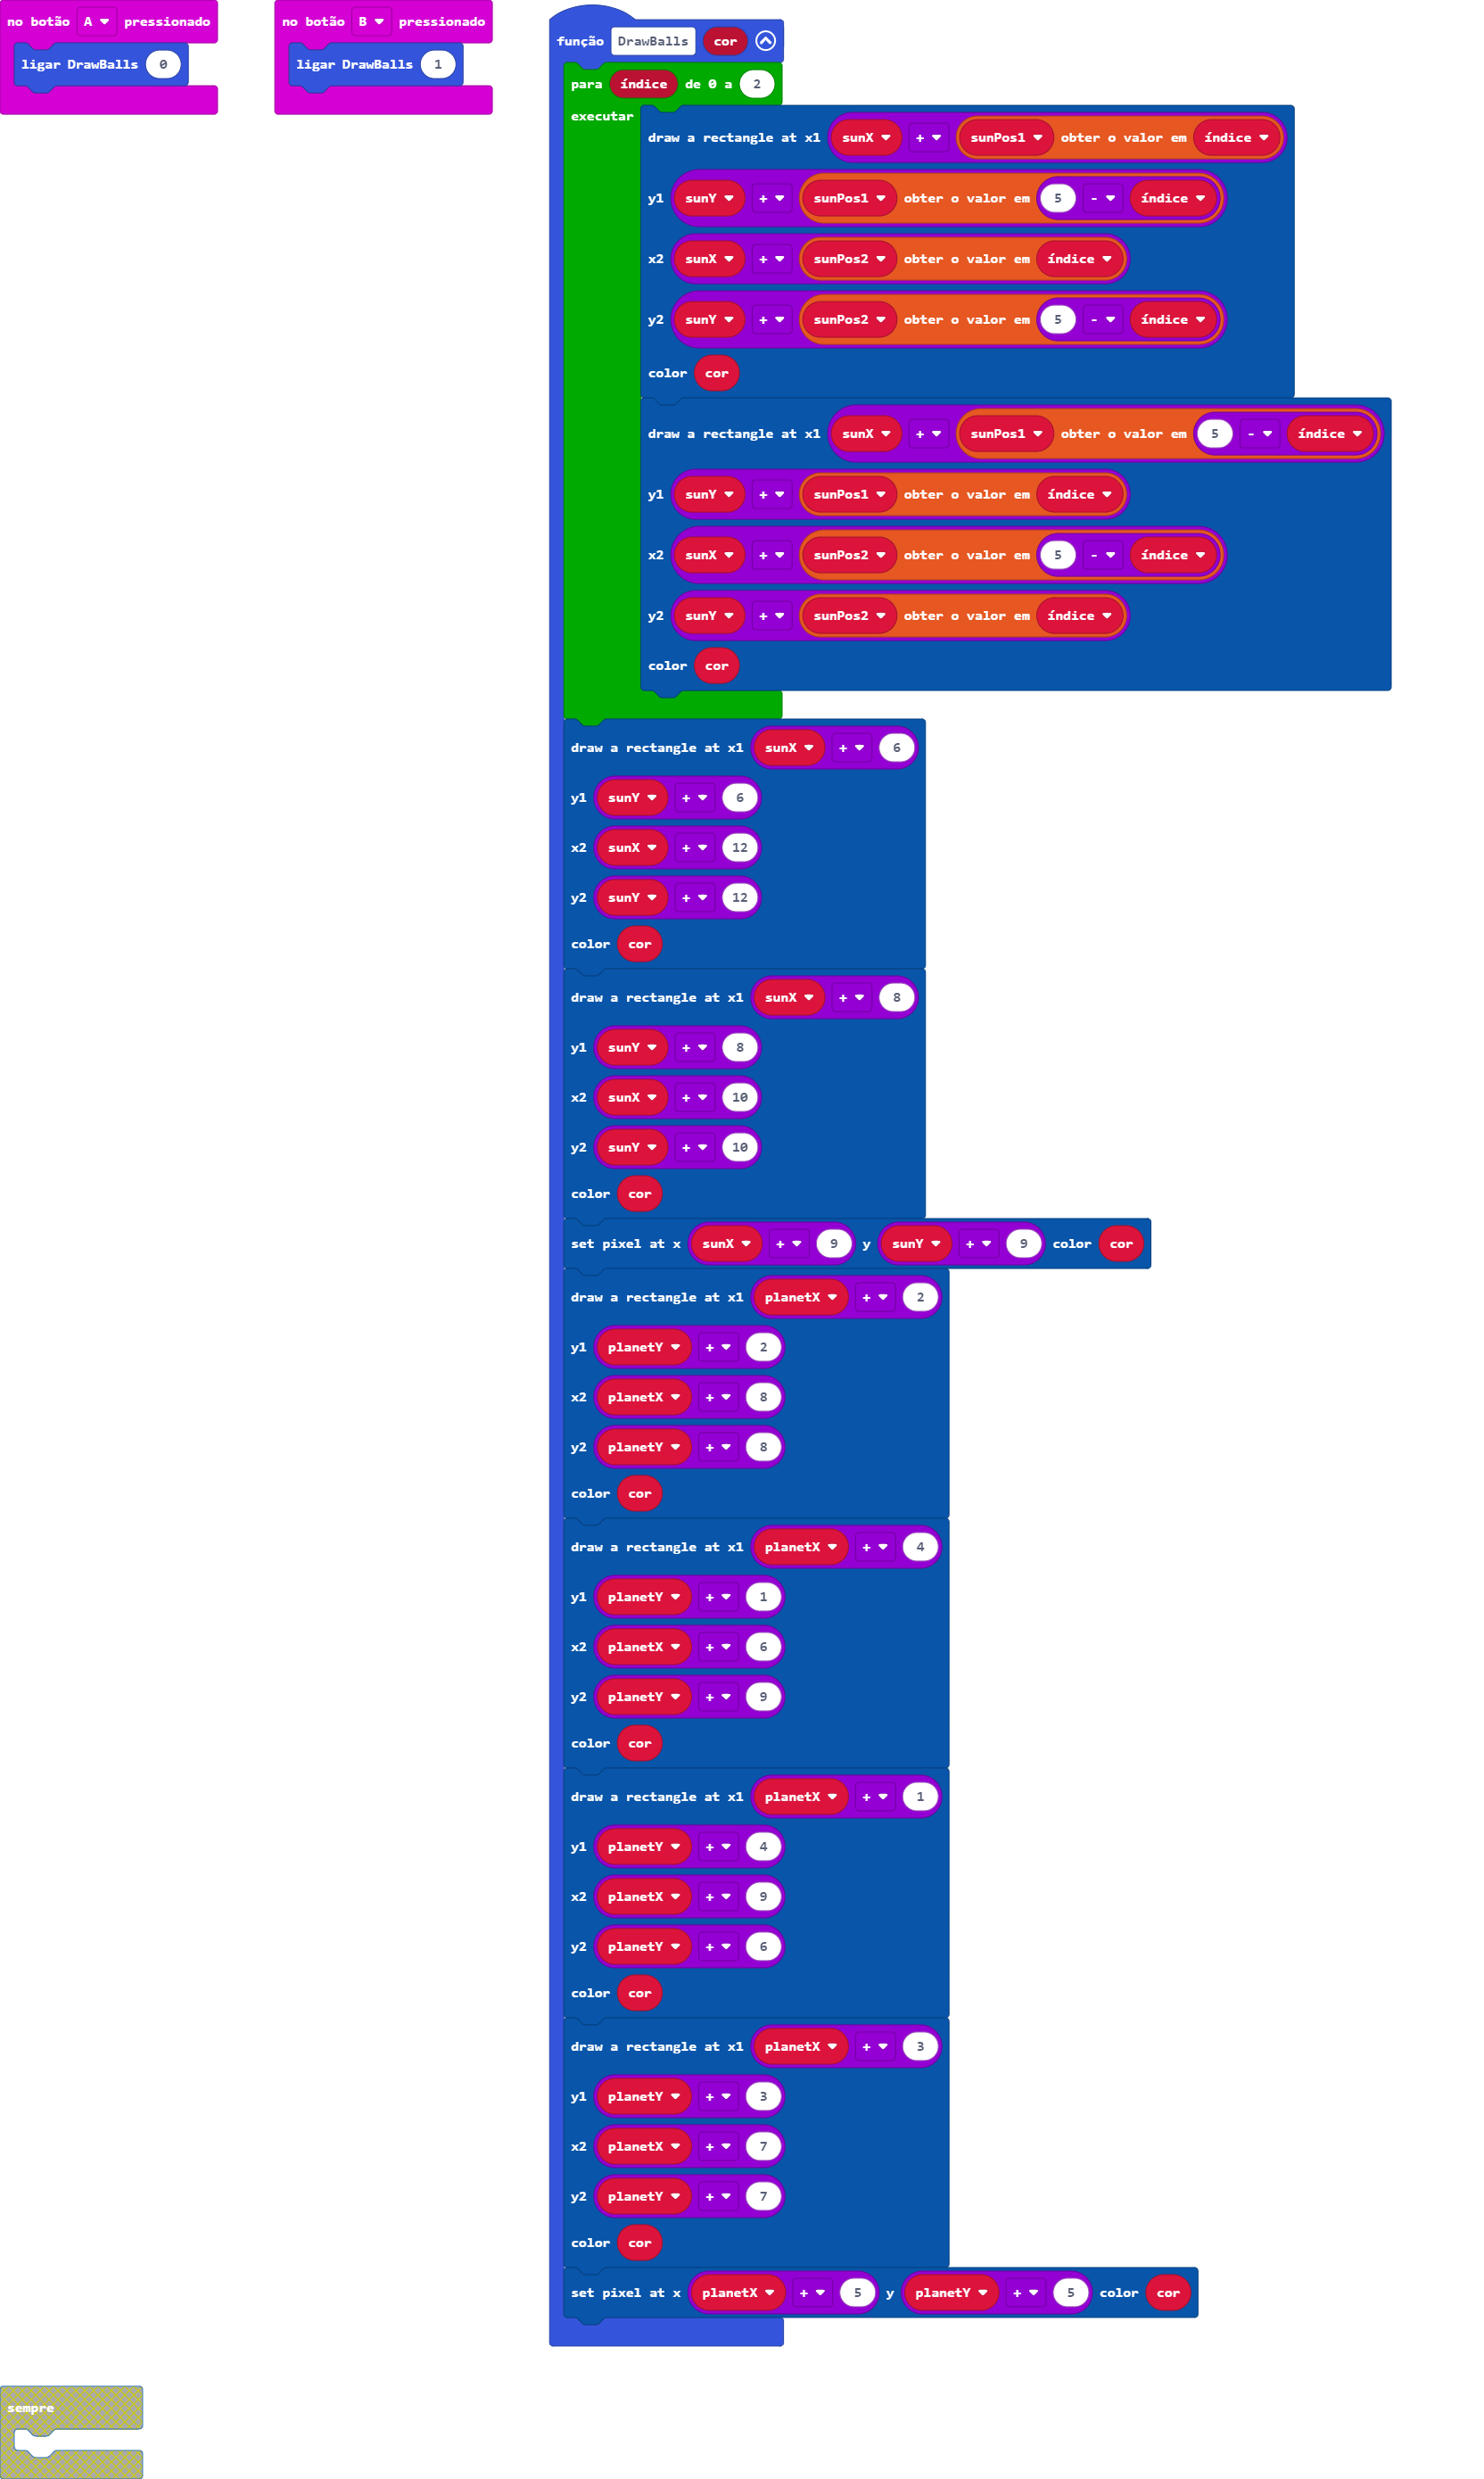 no botão A pressionado
ligar DrawBalls 0
no botão B pressionado
ligar DrawBalls 1
função DrawBalls cor
para índice de 0 a 2
executar
draw a rectangle at x1 sunX + sunPos1 obter o valor em índice
y1 sunY + sunPos1 obter o valor em 5 - índice
x2 sunX + sunPos2 obter o valor em índice
y2 sunY + sunPos2 obter o valor em 5 - índice
color cor
draw a rectangle at x1 sunX + sunPos1 obter o valor em 5 - índice
y1 sunY + sunPos1 obter o valor em índice
x2 sunX + sunPos2 obter o valor em 5 - índice
y2 sunY + sunPos2 obter o valor em índice
color cor
draw a rectangle at x1 sunX + 6
y1 sunY + 6
x2 sunX + 12
y2 sunY + 12
color cor
draw a rectangle at x1 sunX + 8
y1 sunY + 8
x2 sunX + 10
y2 sunY + 10
color cor
set pixel at x sunX + 9 y sunY + 9 color cor
draw a rectangle at x1 planetX + 2
y1 planetY + 2
x2 planetX + 8
y2 planetY + 8
color cor
draw a rectangle at x1 planetX + 4
y1 planetY + 1
x2 planetX + 6
y2 planetY + 9
color cor
draw a rectangle at x1 planetX + 1
y1 planetY + 4
x2 planetX + 9
y2 planetY + 6
color cor
draw a rectangle at x1 planetX + 3
y1 planetY + 3
x2 planetX + 7
y2 planetY + 7
color cor
set pixel at x planetX + 5 y planetY + 5 color cor
sempre